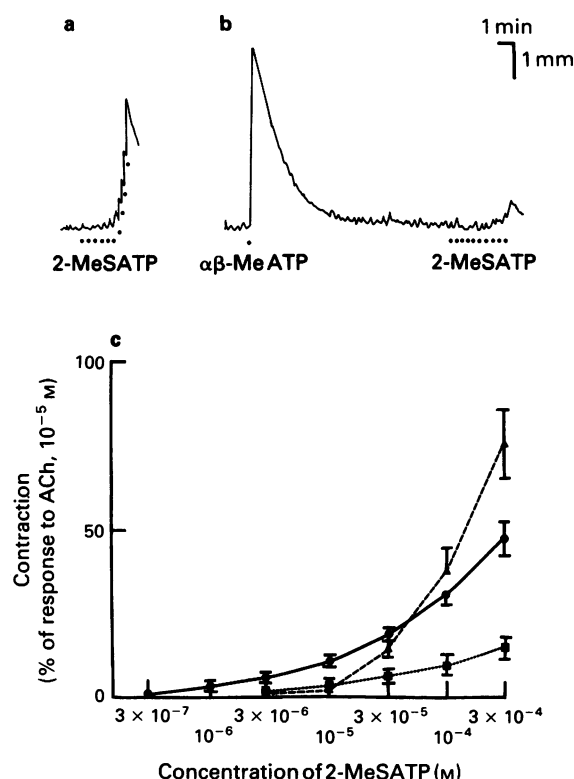 a
b
1 min
1 mm
2-MeSATP
αβ-MeATP
2-MeSATP
c
Contraction
(% of response to ACh, 10⁻⁵ M)
100
50
0
3 × 10⁻⁷
10⁻⁶
3 × 10⁻⁶
10⁻⁵
3 × 10⁻⁵
10⁻⁴
3 × 10⁻⁴
Concentration of 2-MeSATP (M)